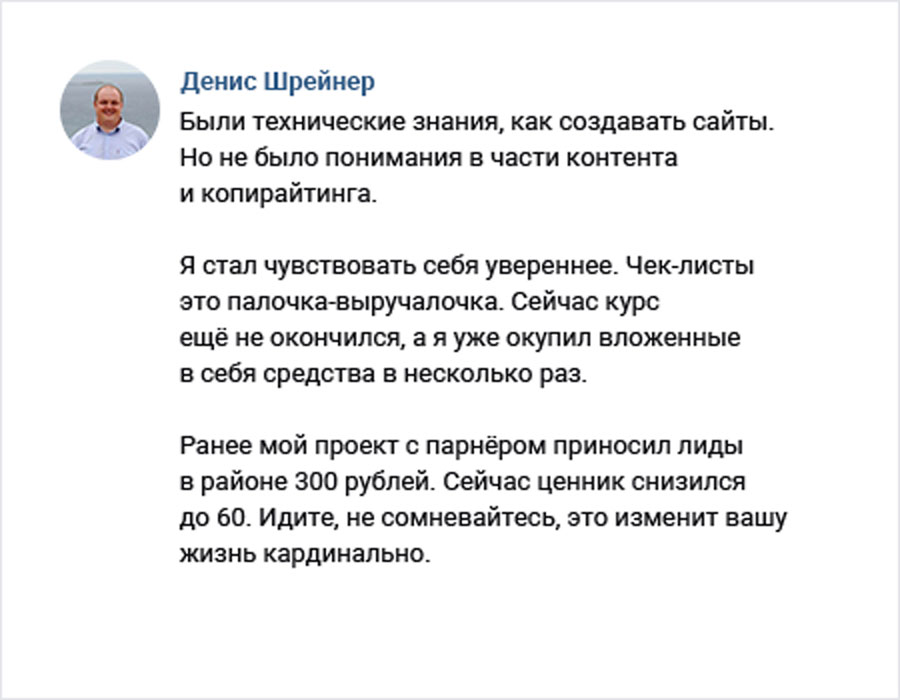 Денис Шрейнер
Были технические знания, как создавать сайты.
Но не было понимания в части контента
и копирайтинга.
Я стал чувствовать себя увереннее. Чек-листы
это палочка-выручалочка. Сейчас курс
ещё не окончился, а я уже окупил вложенные
в себя средства в несколько раз.
Ранее мой проект с парнёром приносил лиды
в районе 300 рублей. Сейчас ценник снизился
до 60. Идите, не сомневайтесь, это изменит вашу
жизнь кардинально.